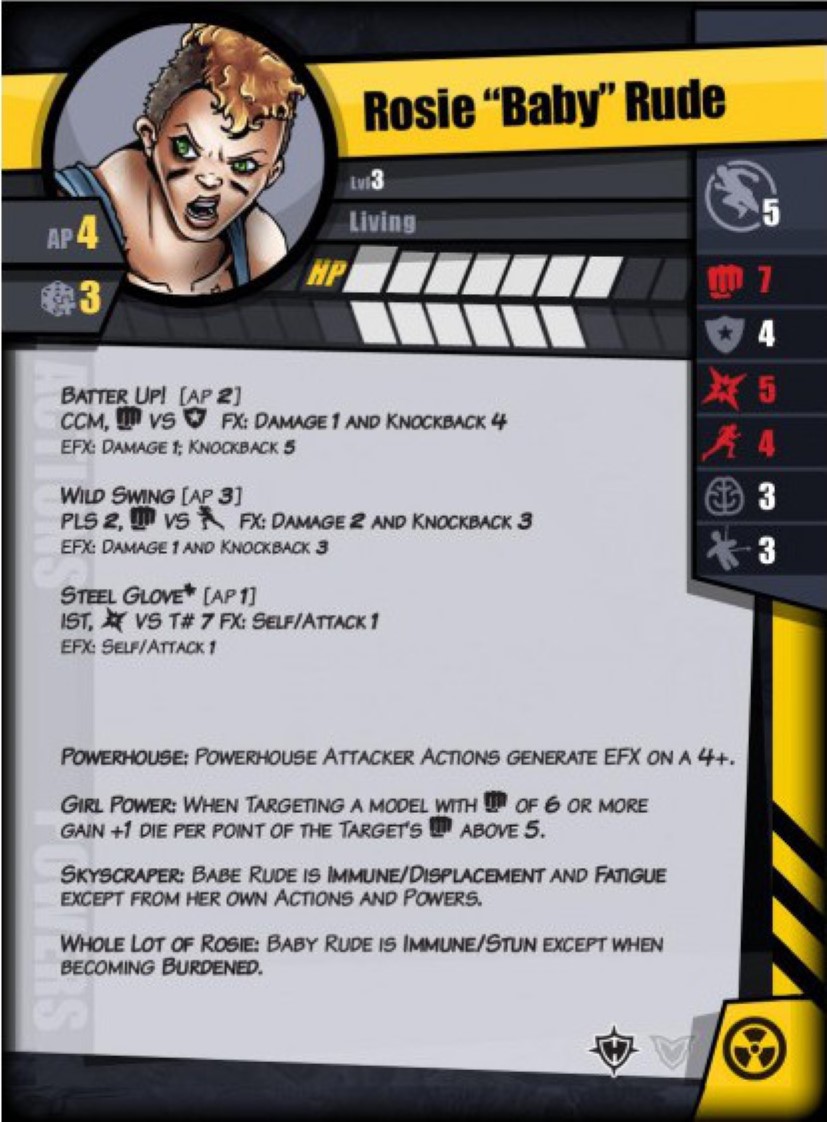 Rosie “Baby” Rude
Lvl3
Living
AP 4
HP
3
5
7
4
5
4
3
3
ACTIONS
BATTER UP! [AP 2]
CCM, VS FX: DAMAGE 1 AND KNOCKBACK 4
EFX: DAMAGE 1; KNOCKBACK 5
WILD SWING [AP 3]
PLS 2, VS FX: DAMAGE 2 AND KNOCKBACK 3
EFX: DAMAGE 1 AND KNOCKBACK 3
STEEL GLOVE* [AP 1]
IST, VS T# 7 FX: SELF/ATTACK 1
EFX: SELF/ATTACK 1
POWERS
POWERHOUSE: POWERHOUSE ATTACKER ACTIONS GENERATE EFX ON A 4+.
GIRL POWER: WHEN TARGETING A MODEL WITH OF 6 OR MORE
GAIN +1 DIE PER POINT OF THE TARGET'S ABOVE 5.
SKYSCRAPER: BABE RUDE IS IMMUNE/DISPLACEMENT AND FATIGUE
EXCEPT FROM HER OWN ACTIONS AND POWERS.
WHOLE LOT OF ROSIE: BABY RUDE IS IMMUNE/STUN EXCEPT WHEN
BECOMING BURDENED.